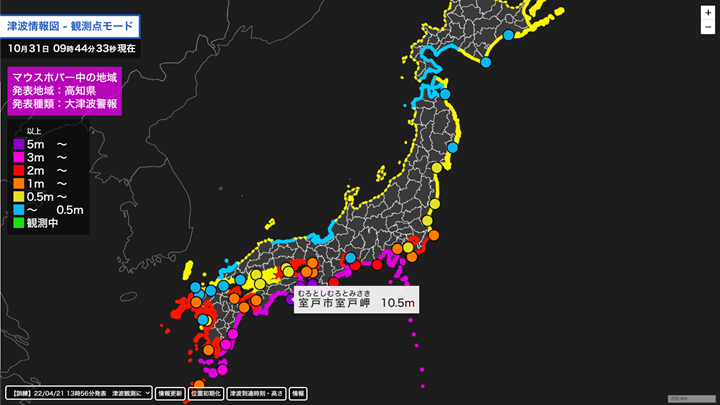 津波情報図 - 観測点モード
10月31日 09時44分33秒現在
マウスホバー中の地域
発表地域：高知県
発表種類：大津波警報
以上
5m ～
3m ～
2m ～
1m ～
0.5m ～
～ 0.5m
観測中
むろとしむろとみさき
室戸市室戸岬 10.5m
+
−
【訓練】22/04/21 13時56分発表 津波観測に
情報更新
位置初期化
津波到達時刻・高さ
情報
200 km